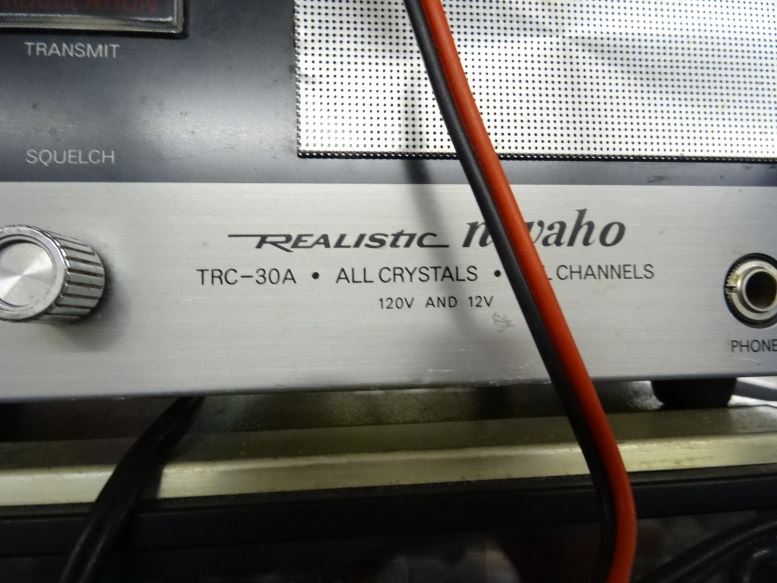 TRANSMIT
SQUELCH
REALISTIC
TRC-30A • ALL CRYSTALS • CHANNELS
120V AND 12V
PHONE